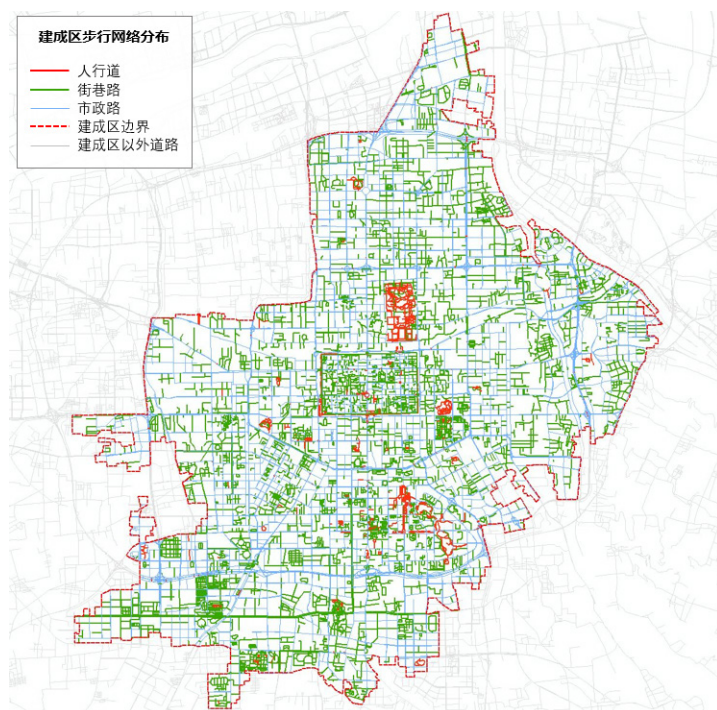 建成区步行网络分布
人行道
街巷路
市政路
建成区边界
建成区以外道路